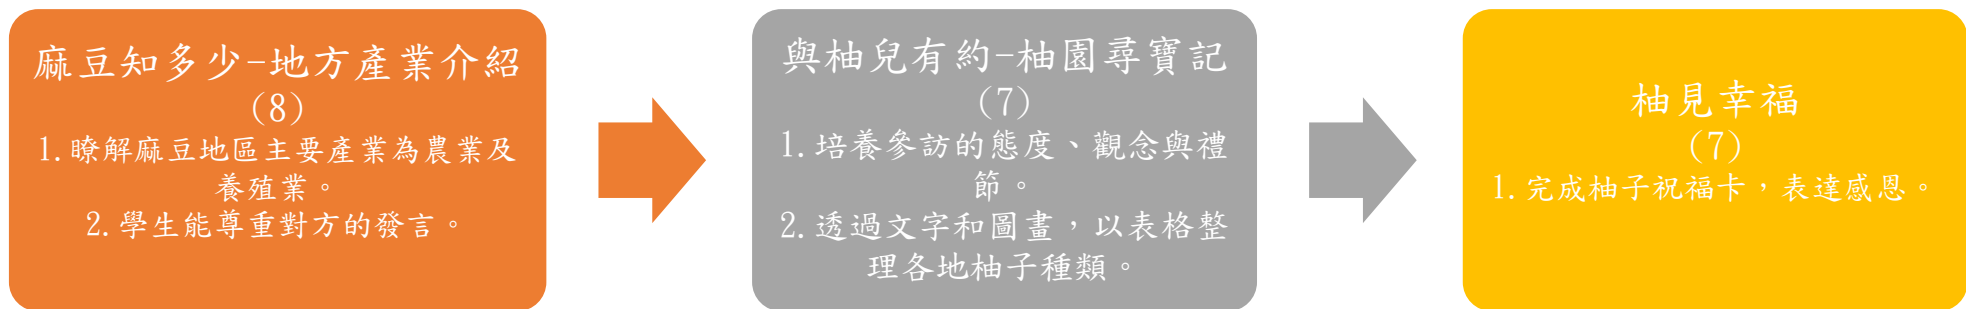 麻豆知多少-地方產業介紹
(8)
1.瞭解麻豆地區主要產業為農業及
養殖業。
2.學生能尊重對方的發言。
與柚兒有約-柚園尋寶記
(7)
1.培養參訪的態度、觀念與禮
節。
2.透過文字和圖畫，以表格整
理各地柚子種類。
柚見幸福
(7)
1.完成柚子祝福卡，表達感恩。